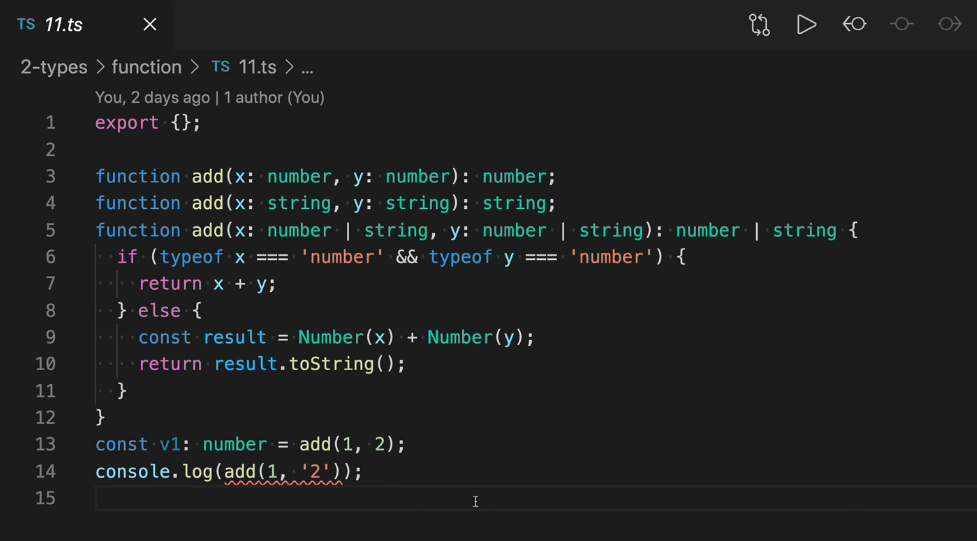 TS 11.ts
2-types > function > TS 11.ts > ...
You, 2 days ago | 1 author (You)
1 export {};
2
3 function add(x: number, y: number): number;
4 function add(x: string, y: string): string;
5 function add(x: number | string, y: number | string): number | string {
6   if (typeof x === 'number' && typeof y === 'number') {
7     return x + y;
8   } else {
9     const result = Number(x) + Number(y);
10     return result.toString();
11   }
12 }
13 const v1: number = add(1, 2);
14 console.log(add(1, '2'));
15